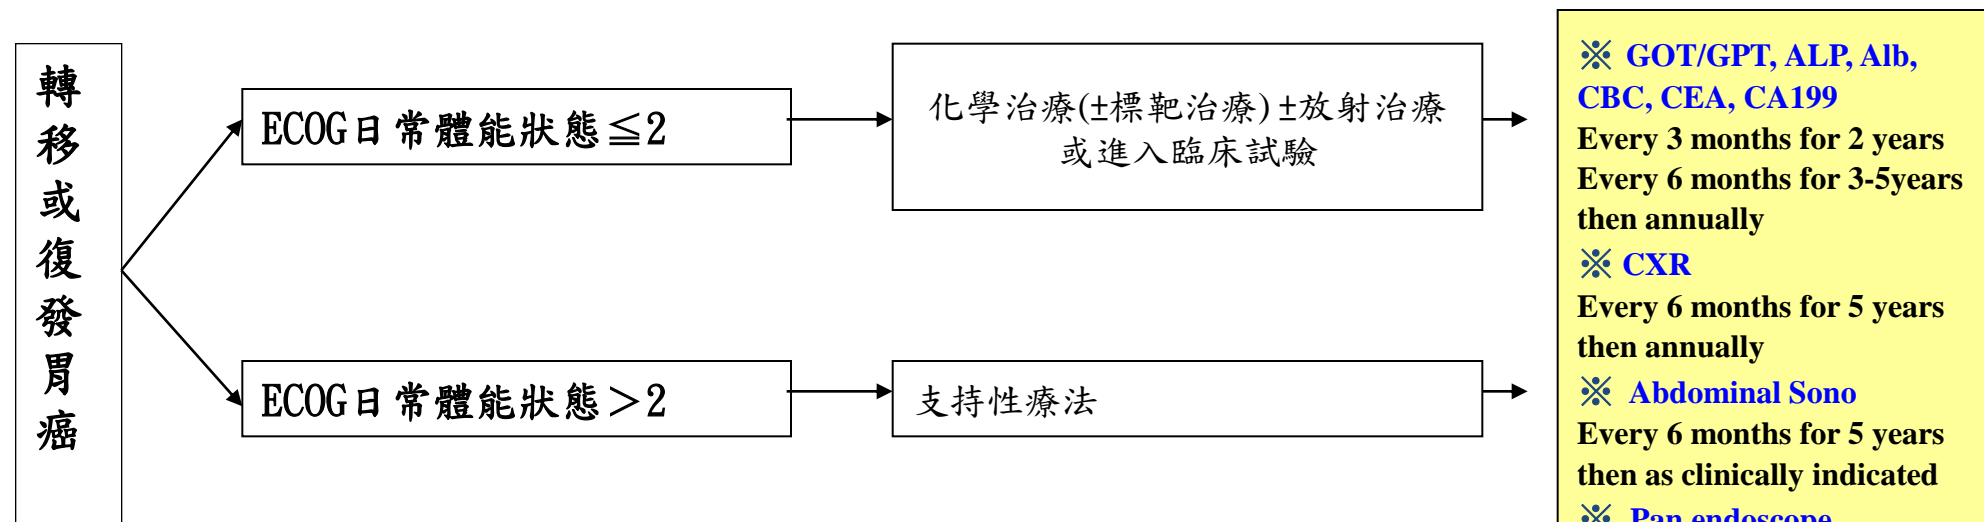 轉移或復發胃癌
ECOG日常體能狀態≦2
化學治療(±標靶治療)±放射治療
或進入臨床試驗
ECOG日常體能狀態＞2
支持性療法
※ GOT/GPT, ALP, Alb,
CBC, CEA, CA199
Every 3 months for 2 years
Every 6 months for 3-5years
then annually
※ CXR
Every 6 months for 5 years
then annually
※ Abdominal Sono
Every 6 months for 5 years
then as clinically indicated
※ Pan endoscope